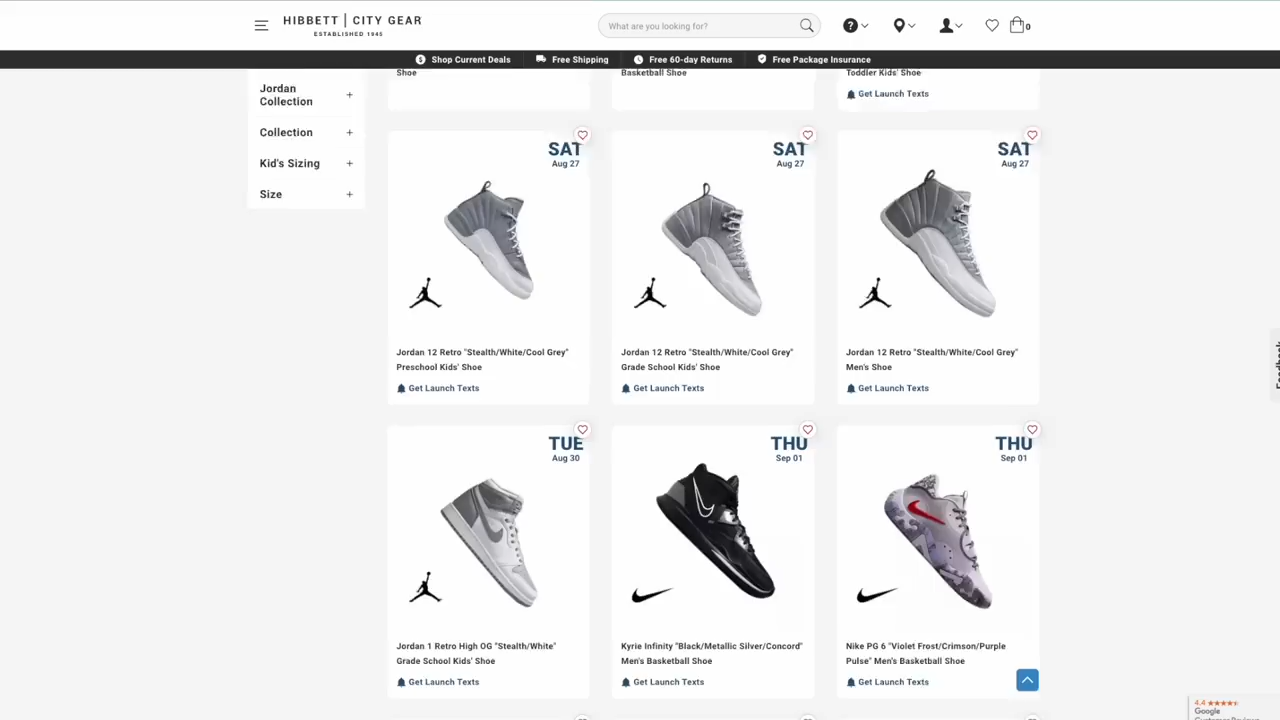 HIBBETT | CITY GEAR
ESTABLISHED 1945
What are you looking for?
0
Shop Current Deals
Free Shipping
Free 60-day Returns
Free Package Insurance
Jordan
Collection
Collection
Kid's Sizing
Size
Shoe
Basketball Shoe
Toddler Kids' Shoe
Get Launch Texts
SAT
Aug 27
SAT
Aug 27
SAT
Aug 27
Jordan 12 Retro "Stealth/White/Cool Grey"
Preschool Kids' Shoe
Get Launch Texts
Jordan 12 Retro "Stealth/White/Cool Grey"
Grade School Kids' Shoe
Get Launch Texts
Jordan 12 Retro "Stealth/White/Cool Grey"
Men's Shoe
Get Launch Texts
TUE
Aug 30
THU
Sep 01
THU
Sep 01
Jordan 1 Retro High OG "Stealth/White"
Grade School Kids' Shoe
Get Launch Texts
Kyrie Infinity "Black/Metallic Silver/Concord"
Men's Basketball Shoe
Get Launch Texts
Nike PG 6 "Violet Frost/Crimson/Purple
Pulse" Men's Basketball Shoe
Get Launch Texts
Feedback
4.4
Google
Customer Reviews